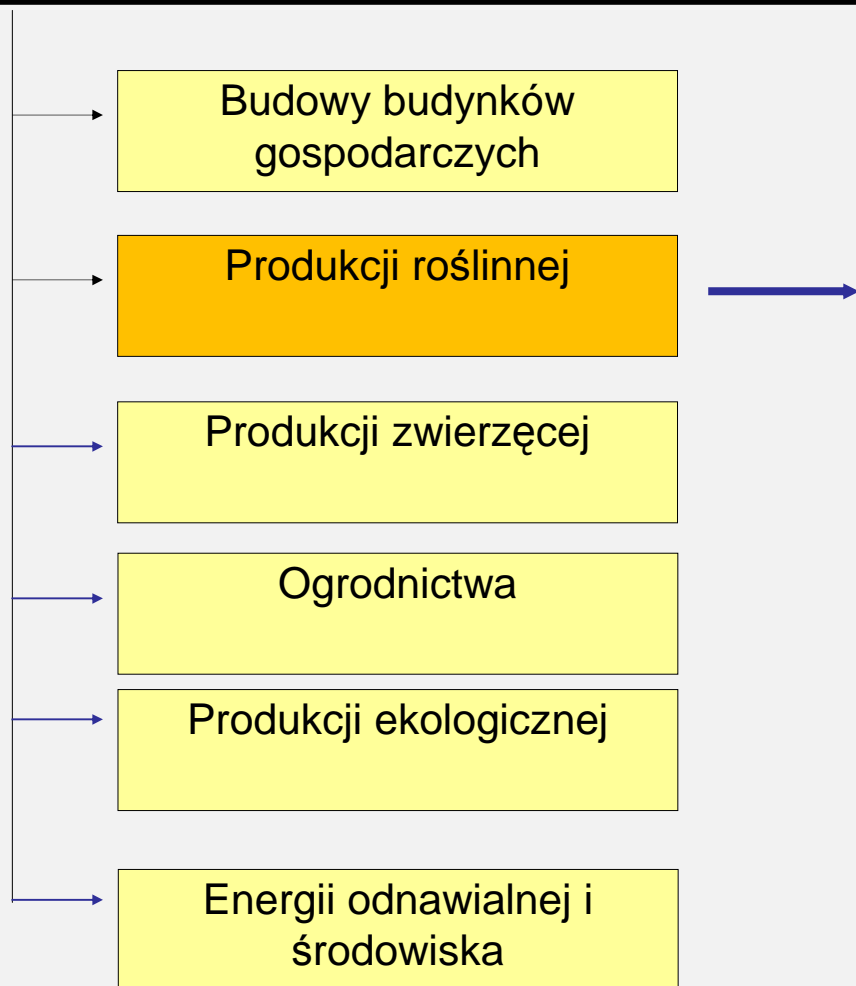 Budowy budynków
gospodarczych
Produkcji roślinnej
Produkcji zwierzęcej
Ogrodnictwa
Produkcji ekologicznej
Energii odnawialnej i
środowiska